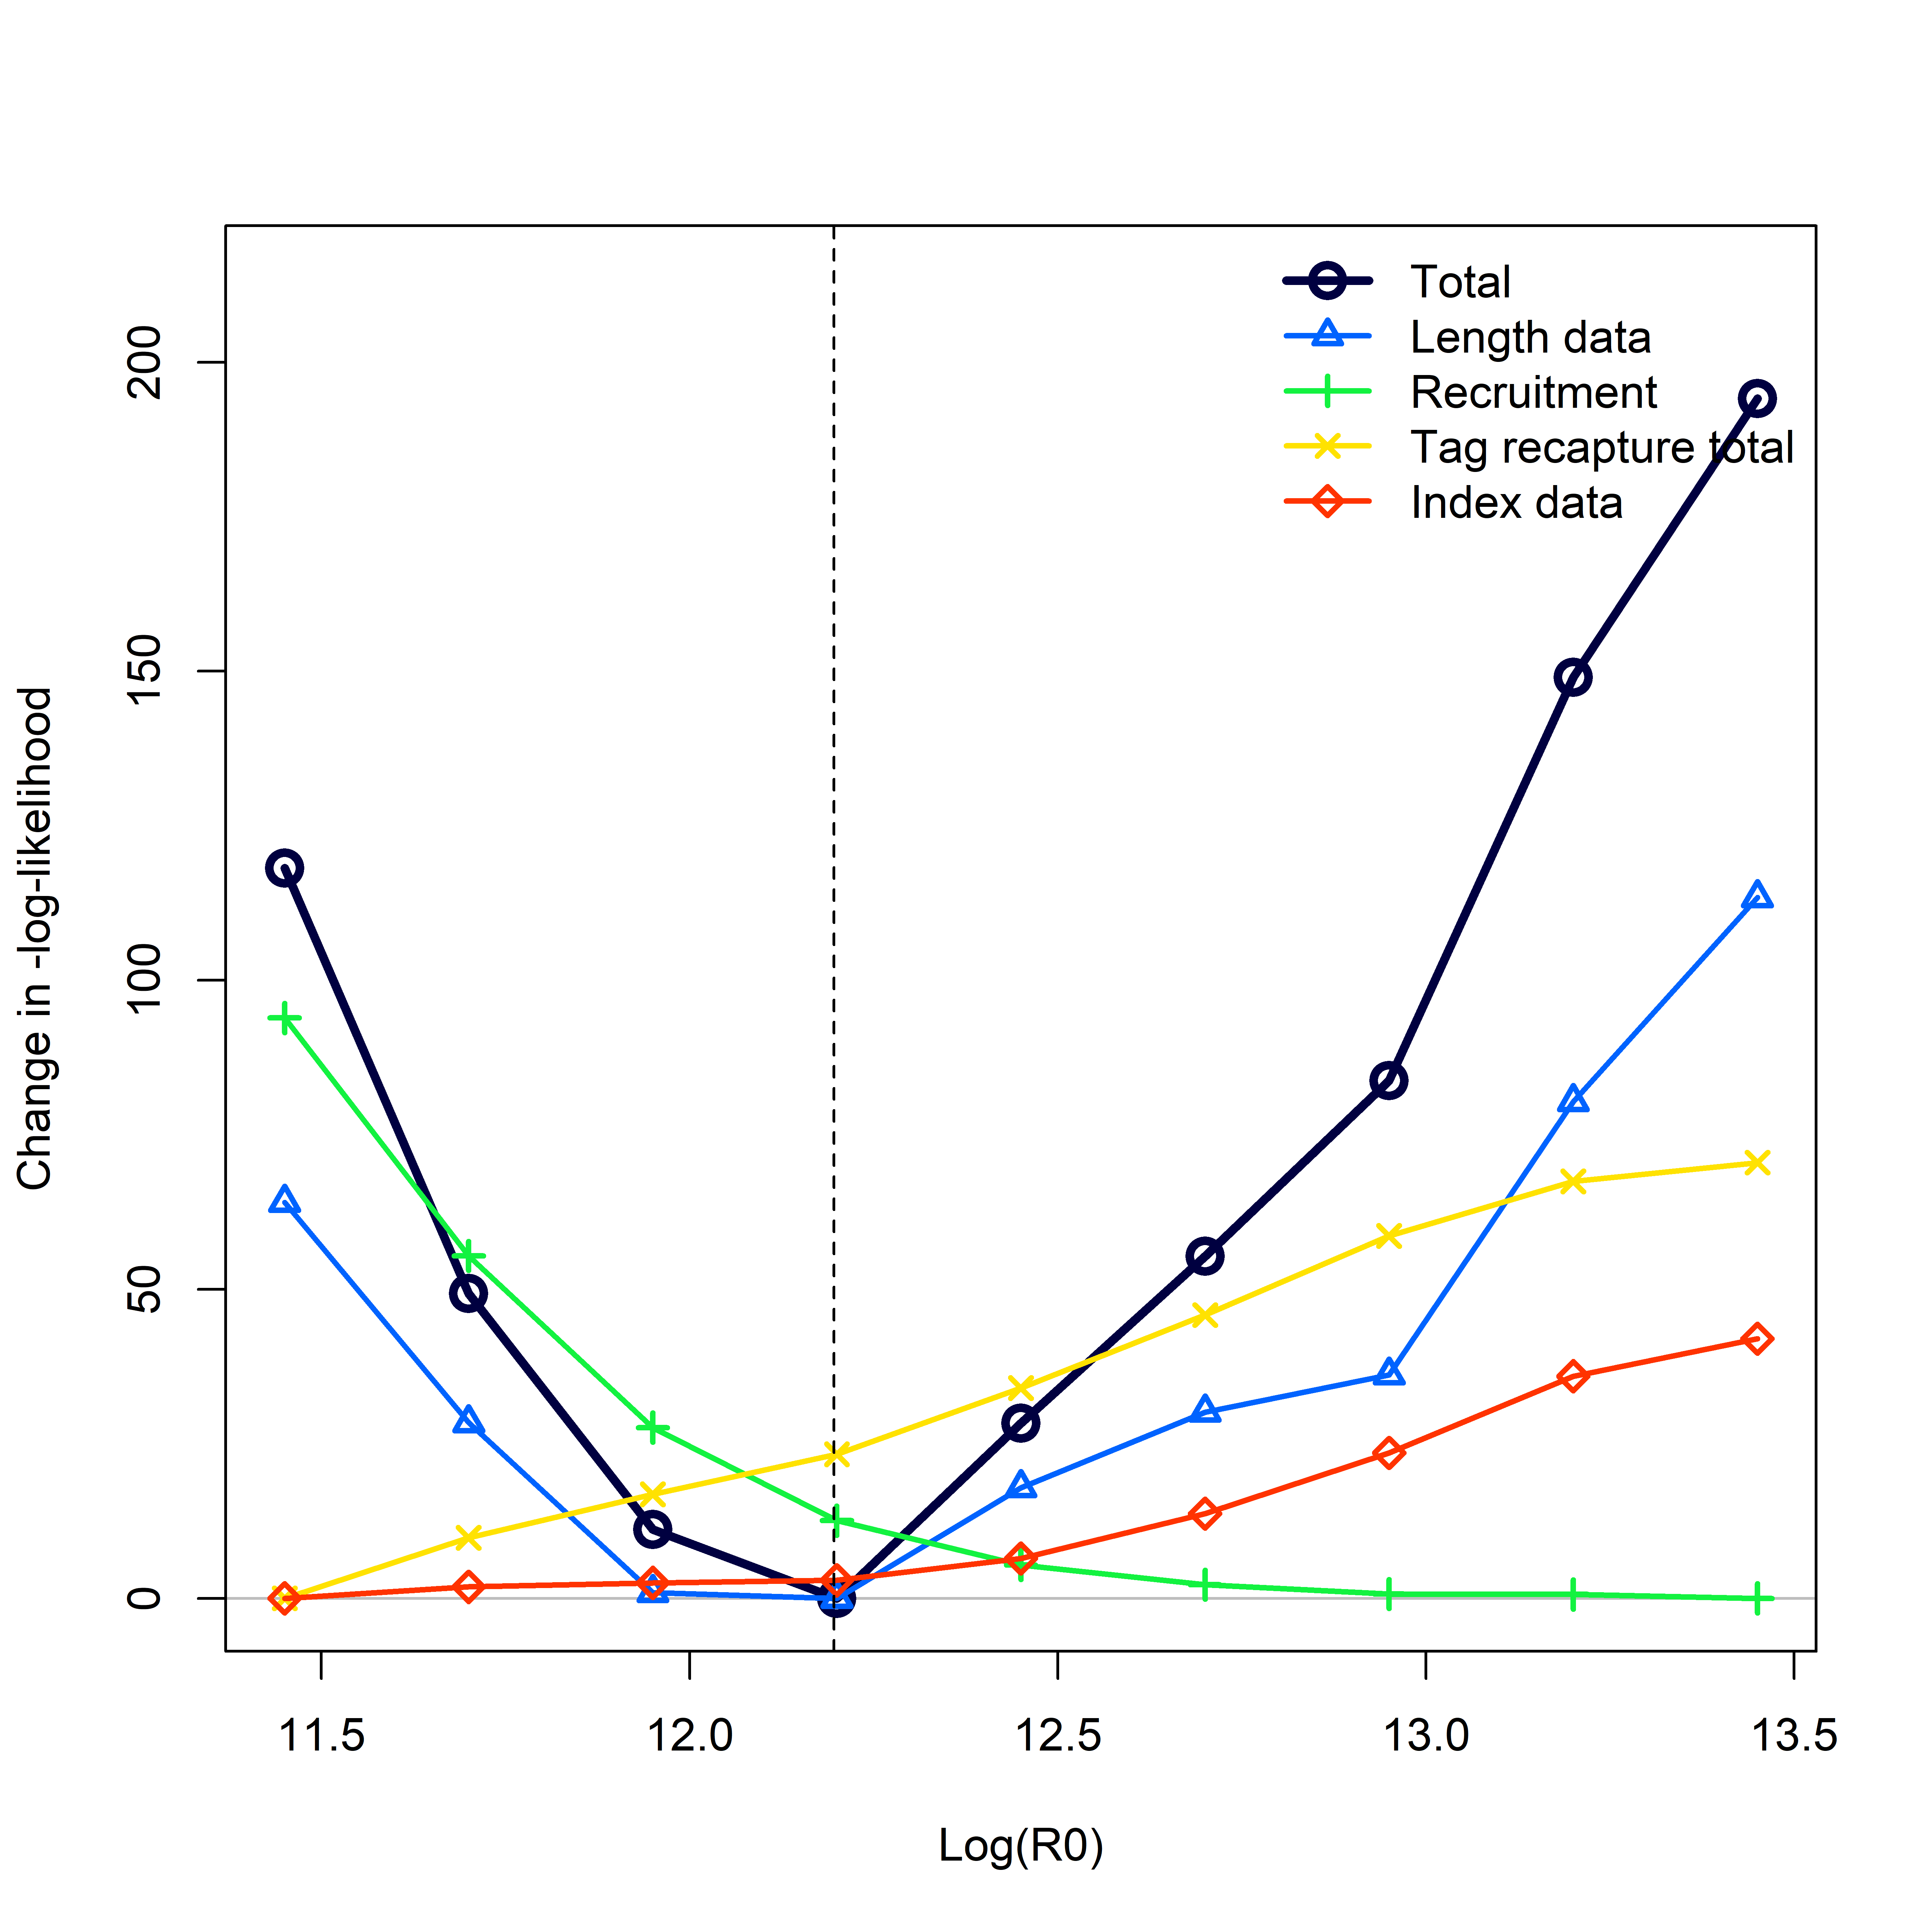 Total
Length data
Recruitment
Tag recapture total
Index data
Change in -log-likelihood
200
150
100
50
0
11.5 12.0 12.5 13.0 13.5
Log(R0)